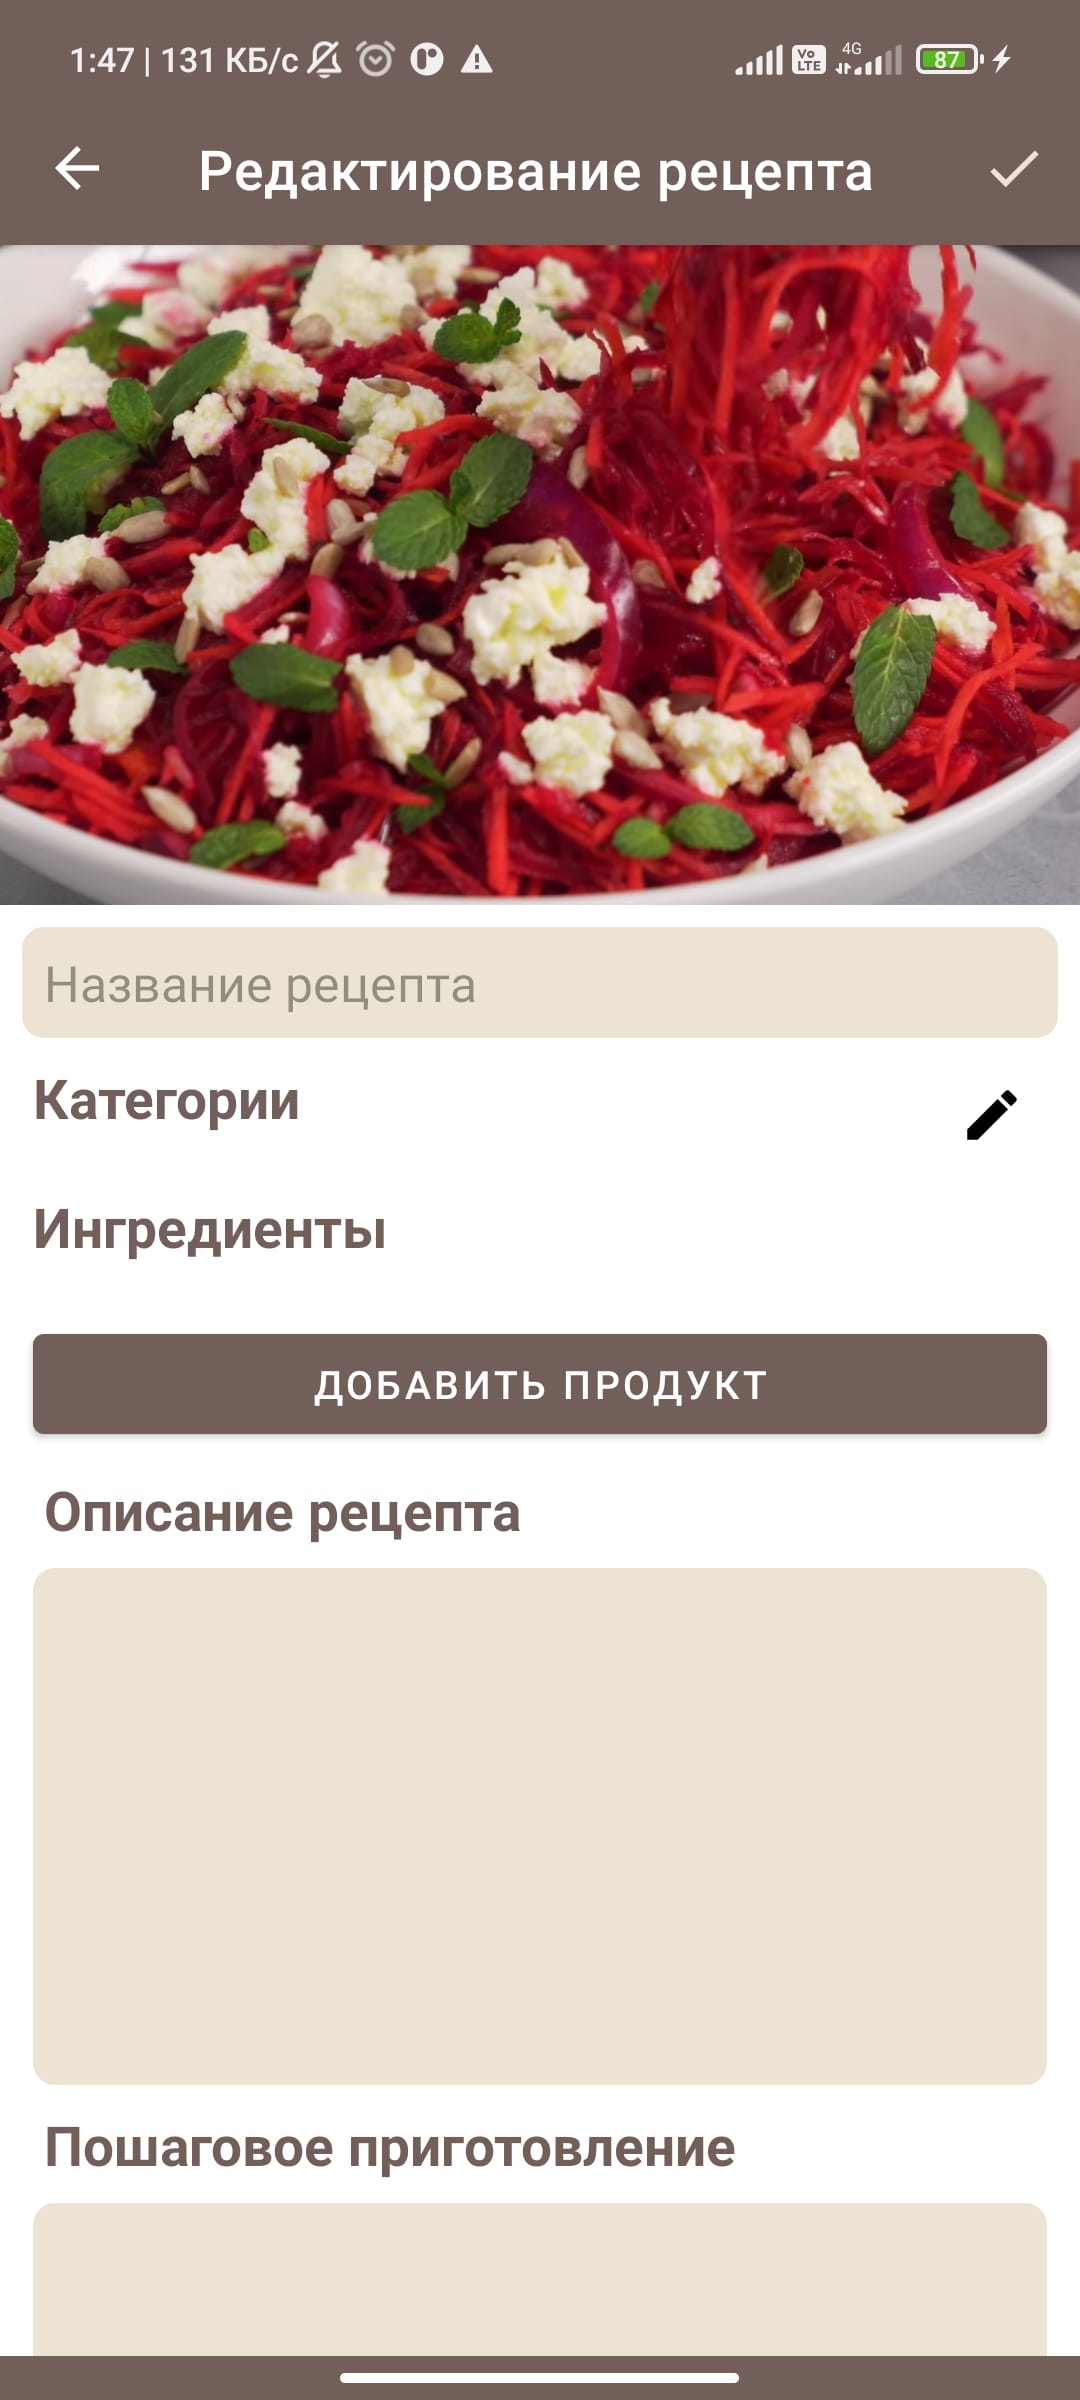 1:47 | 131 КБ/с
Vo LTE 4G 87
Редактирование рецепта
Название рецепта
Категории
Ингредиенты
ДОБАВИТЬ ПРОДУКТ
Описание рецепта
Пошаговое приготовление